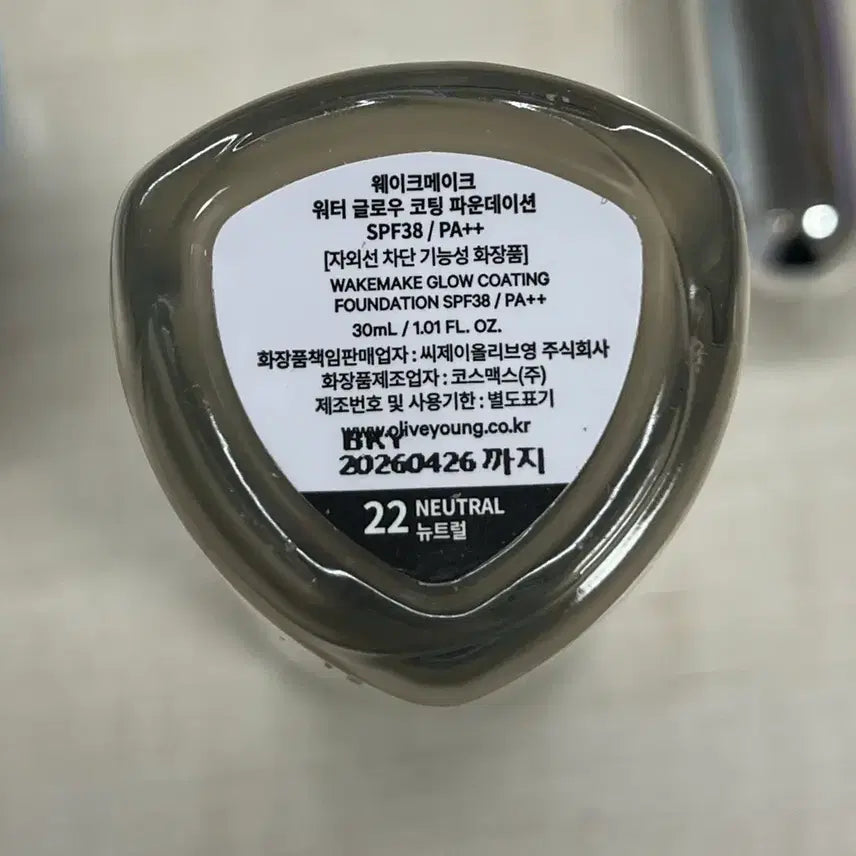 웨이크메이크
워터 글로우 코팅 파운데이션
SPF38 / PA++
[자외선 차단 기능성 화장품]
WAKEMAKE GLOW COATING
FOUNDATION SPF38 / PA++
30mL / 1.01 FL. OZ.
화장품책임판매업자 : 씨제이올리브영 주식회사
화장품제조업자 : 코스맥스(주)
제조번호 및 사용기한 : 별도표기
www.oliveyoung.co.kr
BKY
20260426 까지
22 NEUTRAL
뉴트럴